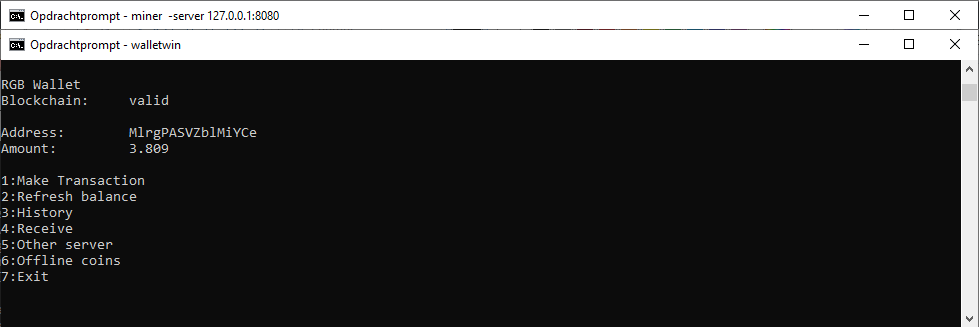 Opdrachtprompt - miner -server 127.0.0.1:8080
Opdrachtprompt - walletwin
RGB Wallet
Blockchain: valid
Address: MlrgPASVZblMiYCe
Amount: 3.809
1:Make Transaction
2:Refresh balance
3:History
4:Receive
5:Other server
6:Offline coins
7:Exit